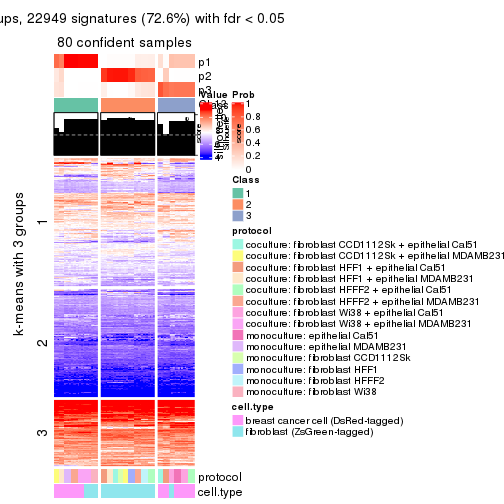 ups, 22949 signatures (72.6%) with fdr < 0.05
80 confident samples
p1
p2
p3
Class
Silhouette
score
k-means with 3 groups
1
2
3
Value
Prob
1
0.8
0.6
0.4
0.2
0
Class
1
2
3
protocol
coculture: fibroblast CCD1112Sk + epithelial Cal51
coculture: fibroblast CCD1112Sk + epithelial MDAMB231
coculture: fibroblast HFF1 + epithelial Cal51
coculture: fibroblast HFF1 + epithelial MDAMB231
coculture: fibroblast HFFF2 + epithelial Cal51
coculture: fibroblast HFFF2 + epithelial MDAMB231
coculture: fibroblast Wi38 + epithelial Cal51
coculture: fibroblast Wi38 + epithelial MDAMB231
monoculture: epithelial Cal51
monoculture: epithelial MDAMB231
monoculture: fibroblast CCD1112Sk
monoculture: fibroblast HFF1
monoculture: fibroblast HFFF2
monoculture: fibroblast Wi38
cell.type
breast cancer cell (DsRed-tagged)
fibroblast (ZsGreen-tagged)
protocol
cell.type